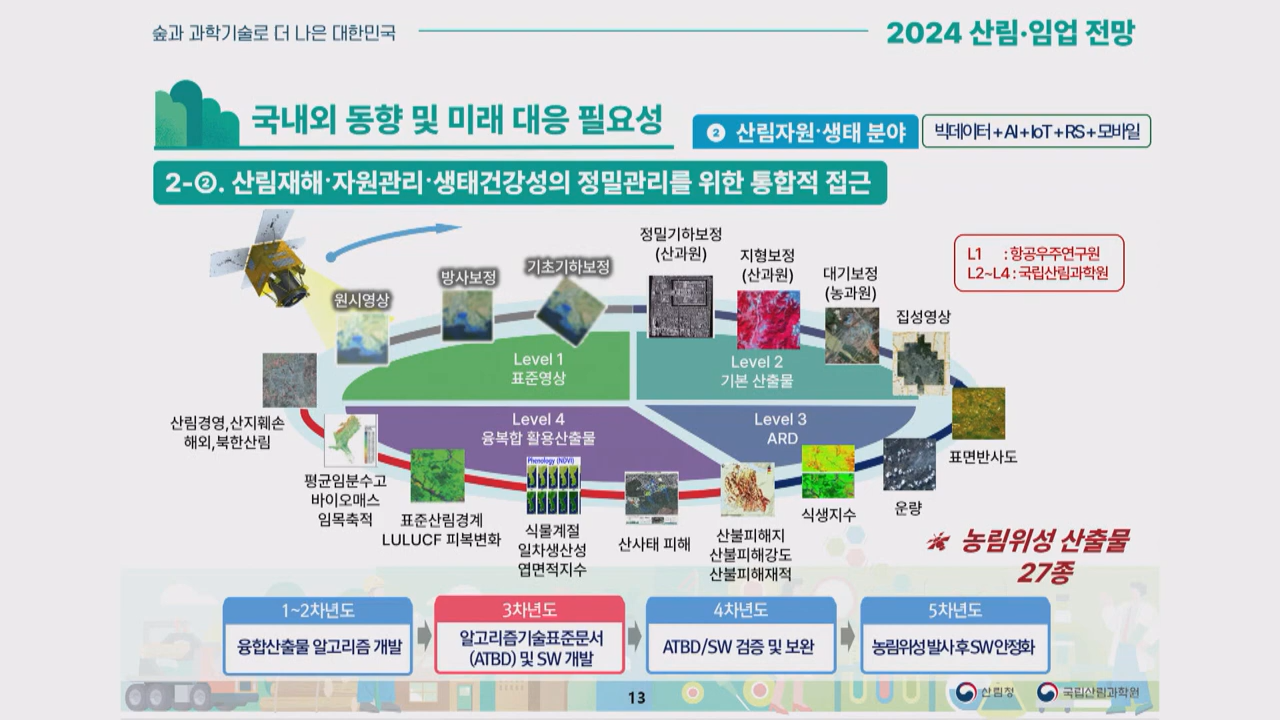 숲과 과학기술로 더 나은 대한민국
2024 산림·임업 전망
국내외 동향 및 미래 대응 필요성
❷ 산림자원·생태 분야
빅데이터+AI+IoT+RS+모바일
2-②. 산림재해·자원관리·생태건강성의 정밀관리를 위한 통합적 접근
L1 : 항공우주연구원
L2~L4 : 국립산림과학원
원시영상
방사보정
기초기하보정
정밀기하보정
(산과원)
지형보정
(산과원)
대기보정
(농과원)
집성영상
Level 1
표준영상
Level 2
기본 산출물
Level 4
융복합 활용산출물
Level 3
ARD
산림경영,산지훼손
해외,북한산림
평균임분수고
바이오매스
임목축적
표준산림경계
LULUCF 피복변화
Phenology (NDVI)
식물계절
일차생산성
엽면적지수
산사태 피해
산불피해지
산불피해강도
산불피해재적
식생지수
운량
표면반사도
농림위성 산출물
27종
1~2차년도
융합산출물 알고리즘 개발
3차년도
알고리즘기술표준문서
(ATBD) 및 SW 개발
4차년도
ATBD/SW 검증 및 보완
5차년도
농림위성 발사 후 SW 안정화
13
산림청
국립산림과학원